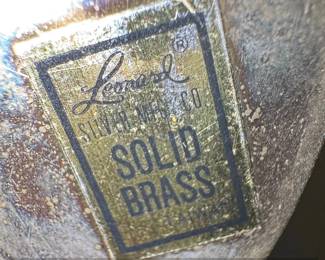 Leonard ®
SILVER MFG. CO
SOLID
BRASS